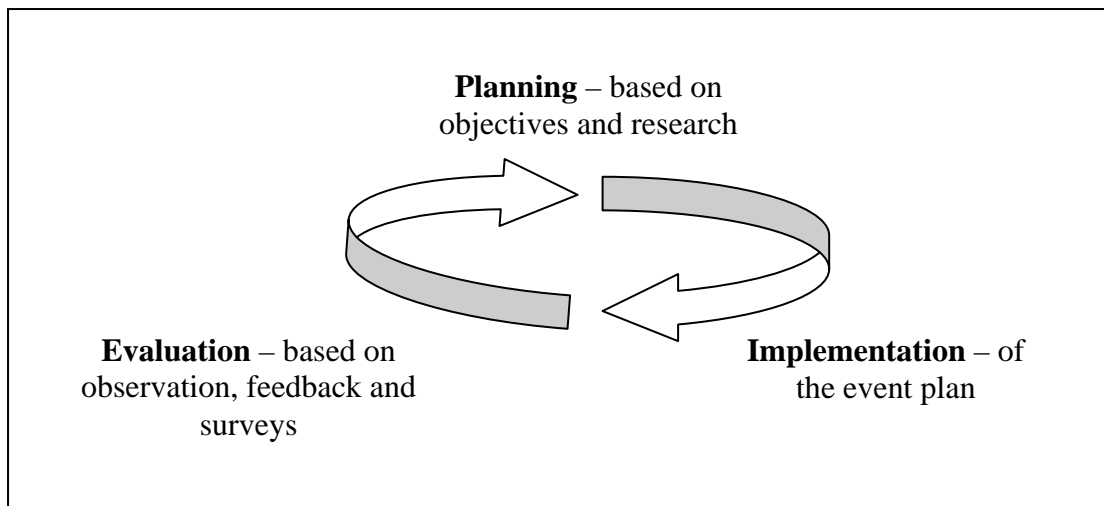 Planning – based on
objectives and research
Evaluation – based on
observation, feedback and
surveys
Implementation – of
the event plan